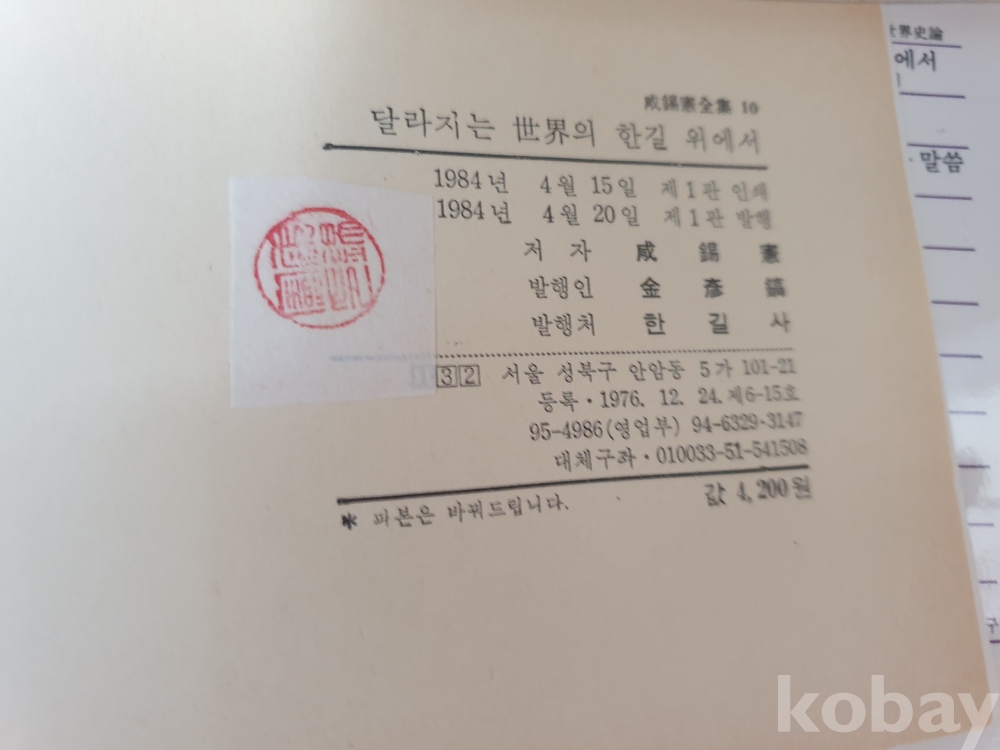 咸錫憲全集 10
달라지는 世界의 한길 위에서
1984년 4월 15일 제1판 인쇄
1984년 4월 20일 제1판 발행
저 자 咸 錫 憲
발행인 金 彦 鎬
발행처 한 길 사
132 서울 성북구 안암동 5가 101-21
등록·1976. 12. 24. 제6-15호
95-4986(영업부) 94-6329·3147
대체구좌·010033-51-541508
값 4,200원
* 파본은 바꿔드립니다.
世界史論
에서
말씀
구
kobay